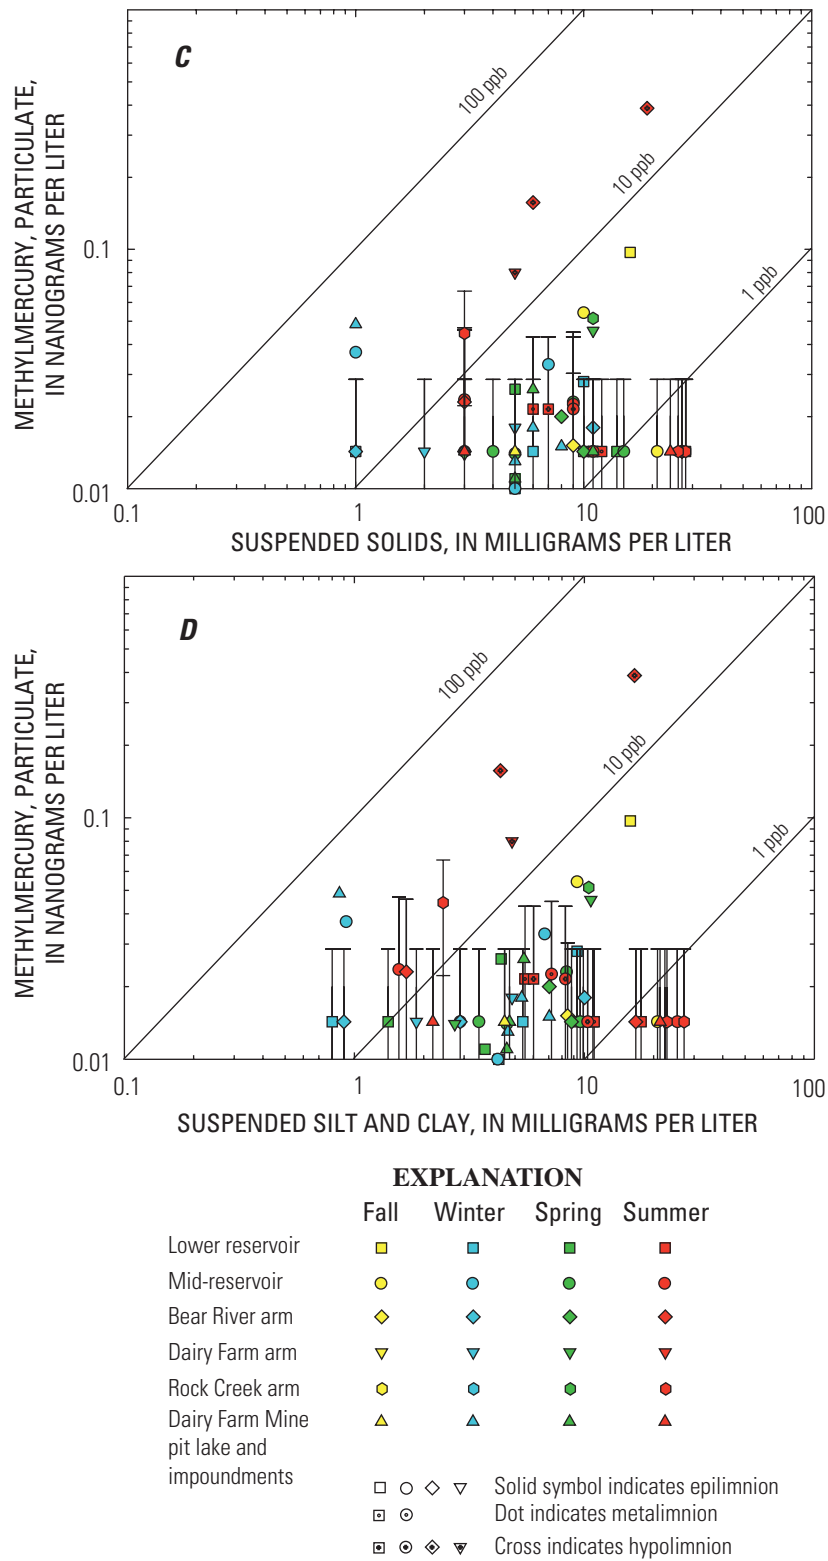 C
METHYLMERCURY, PARTICULATE,
IN NANOGRAMS PER LITER
100 ppb
10 ppb
1 ppb
0.1
0.01
0.1
1
10
100
SUSPENDED SOLIDS, IN MILLIGRAMS PER LITER
D
METHYLMERCURY, PARTICULATE,
IN NANOGRAMS PER LITER
100 ppb
10 ppb
1 ppb
0.1
0.01
0.1
1
10
100
SUSPENDED SILT AND CLAY, IN MILLIGRAMS PER LITER
EXPLANATION
Fall Winter Spring Summer
Lower reservoir
Mid-reservoir
Bear River arm
Dairy Farm arm
Rock Creek arm
Dairy Farm Mine
pit lake and
impoundments
Solid symbol indicates epilimnion
Dot indicates metalimnion
Cross indicates hypolimnion